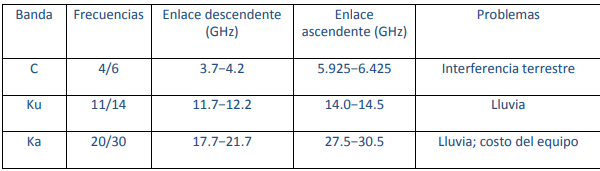 Banda Frecuencias Enlace descendente (GHz) Enlace ascendente (GHz) Problemas
C 4/6 3.7–4.2 5.925–6.425 Interferencia terrestre
Ku 11/14 11.7–12.2 14.0–14.5 Lluvia
Ka 20/30 17.7–21.7 27.5–30.5 Lluvia; costo del equipo